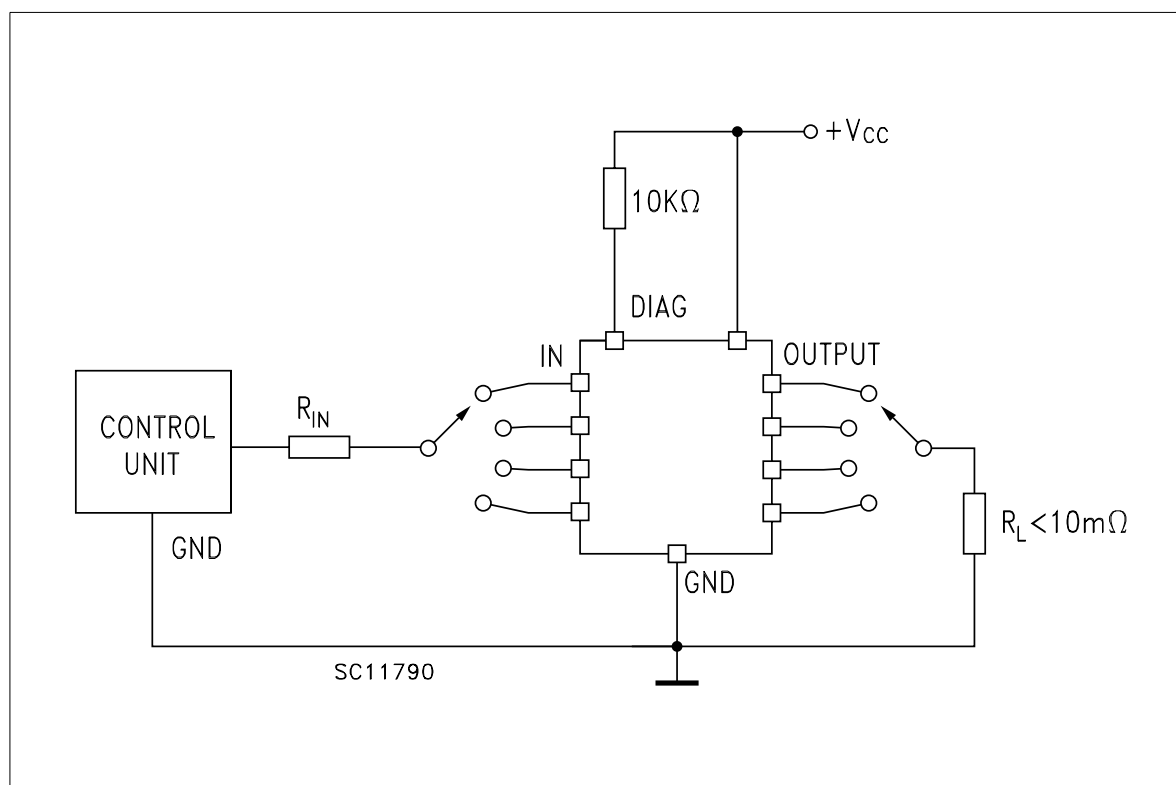 +VCC
10KΩ
DIAG
IN
OUTPUT
RIN
CONTROL
UNIT
RL<10mΩ
GND
GND
SC11790